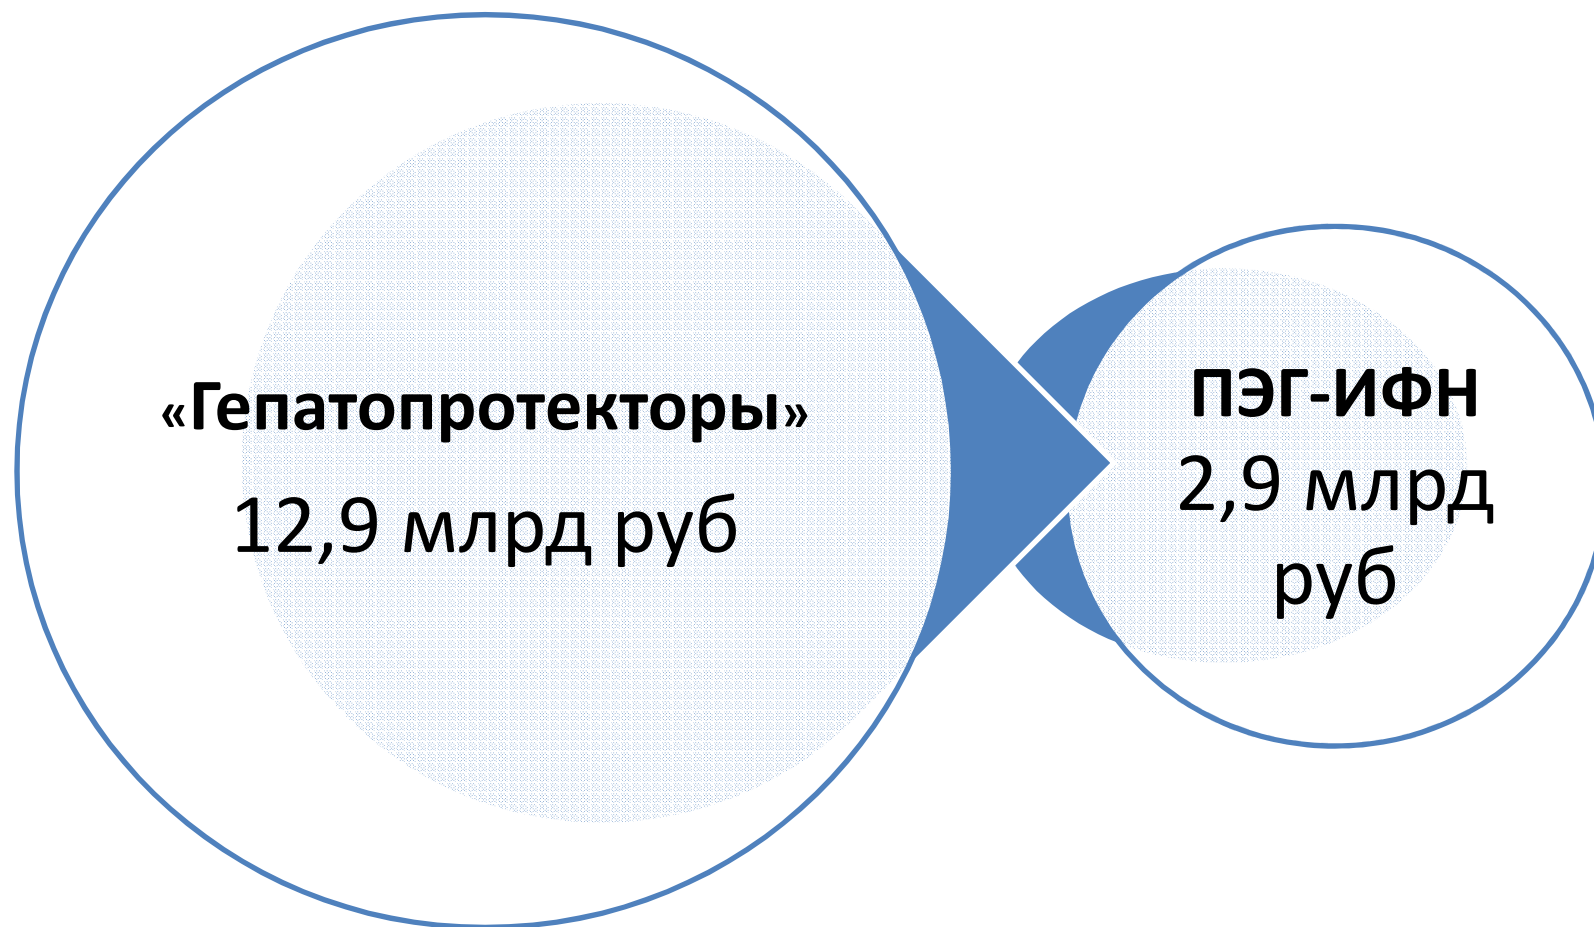 «Гепатопротекторы»
12,9 млрд руб
ПЭГ-ИФН
2,9 млрд
руб